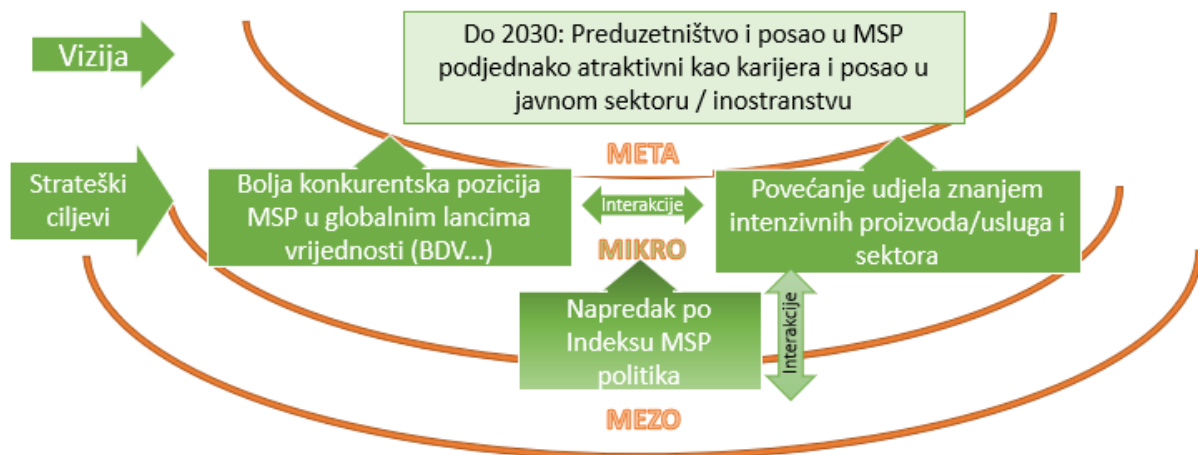 Vizija
Do 2030: Preduzetništvo i posao u MSP
podjednako atraktivni kao karijera i posao u
javnom sektoru / inostranstvu
META
Strateški
ciljevi
Bolja konkurentska pozicija
MSP u globalnim lancima
vrijednosti (BDV...)
Interakcije
Povećanje udjela znanjem
intenzivnih proizvoda/usluga i
sektora
MIKRO
Napredak po
Indeksu MSP
politika
Interakcije
MEZO